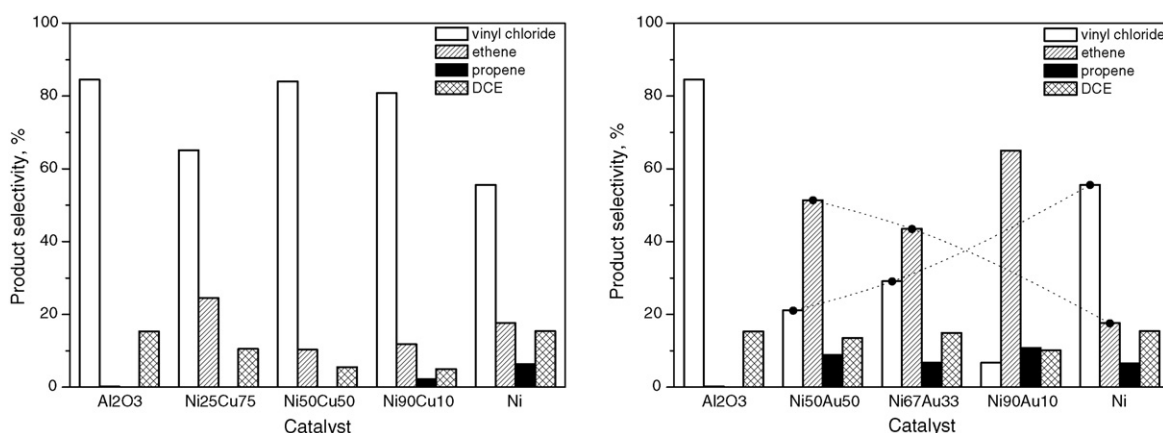 100
80
60
40
20
0
Product selectivity, %
vinyl chloride
ethene
propene
DCE
Al2O3 Ni25Cu75 Ni50Cu50 Ni90Cu10 Ni
Catalyst
100
80
60
40
20
0
Product selectivity, %
vinyl chloride
ethene
propene
DCE
Al2O3 Ni50Au50 Ni67Au33 Ni90Au10 Ni
Catalyst